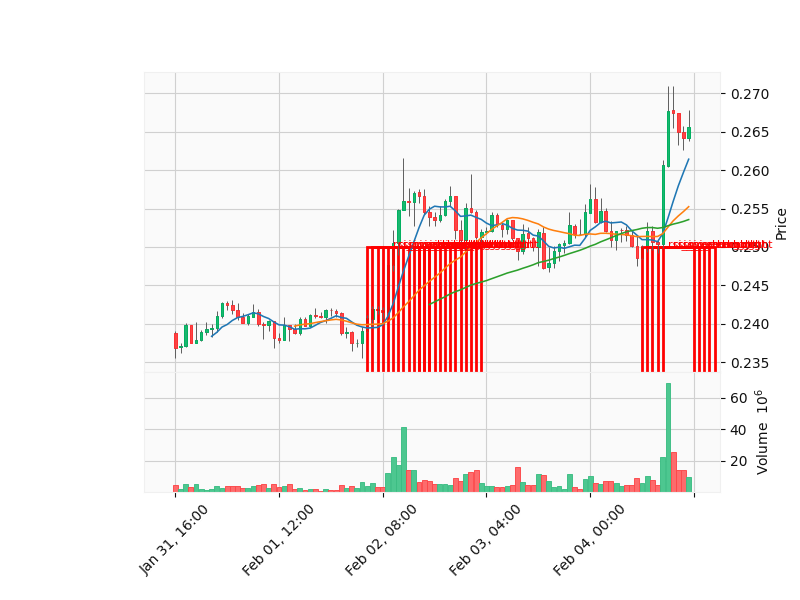 0.270
0.265
0.260
0.255
0.250
0.245
0.240
0.235
Price
60
40
20
Volume 10⁶
Jan 31, 16:00
Feb 01, 12:00
Feb 02, 08:00
Feb 03, 04:00
Feb 04, 00:00